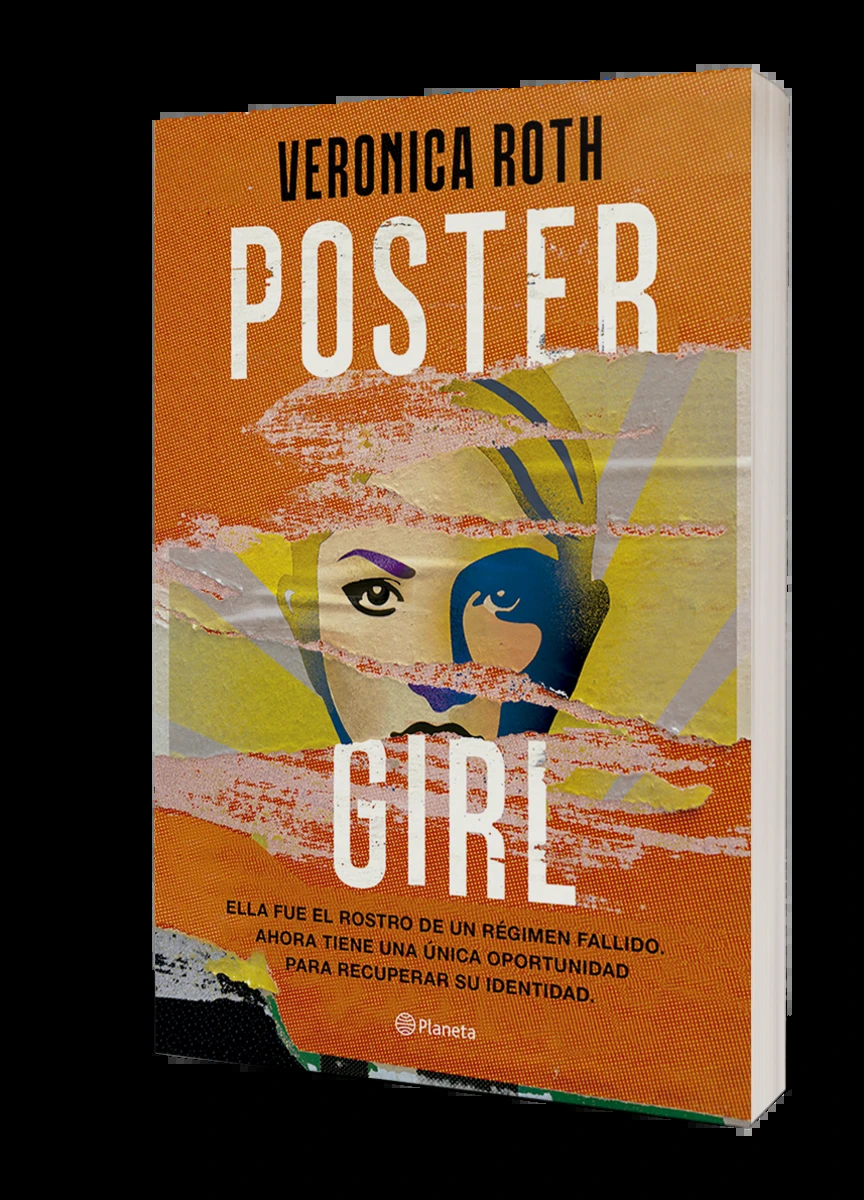 VERONICA ROTH
POSTER
GIRL
ELLA FUE EL ROSTRO DE UN RÉGIMEN FALLIDO.
AHORA TIENE UNA ÚNICA OPORTUNIDAD
PARA RECUPERAR SU IDENTIDAD.
Planeta